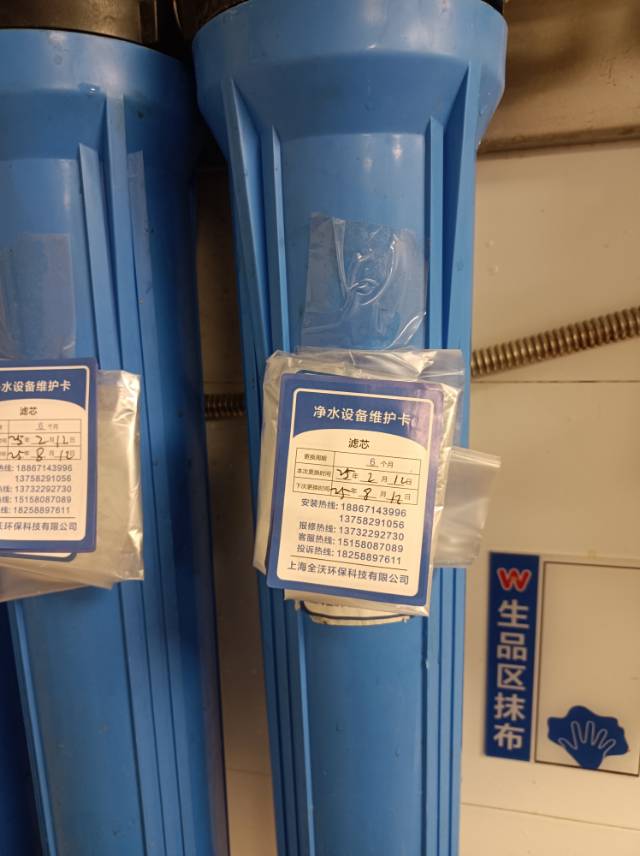 水设备维护卡
滤芯
6个月
25年2月12日
25年8月12日
热线: 18867143996
13758291056
热线: 13732292730
热线: 15158087089
热线: 18258897611
沃环保科技有限公司
净水设备维护卡
滤芯
更换周期 6个月
本次更换时间 25年2月12日
下次更换时间 25年8月12日
安装热线: 18867143996
13758291056
报修热线: 13732292730
客服热线: 15158087089
投诉热线: 18258897611
上海全沃环保科技有限公司
W
生品区抹布